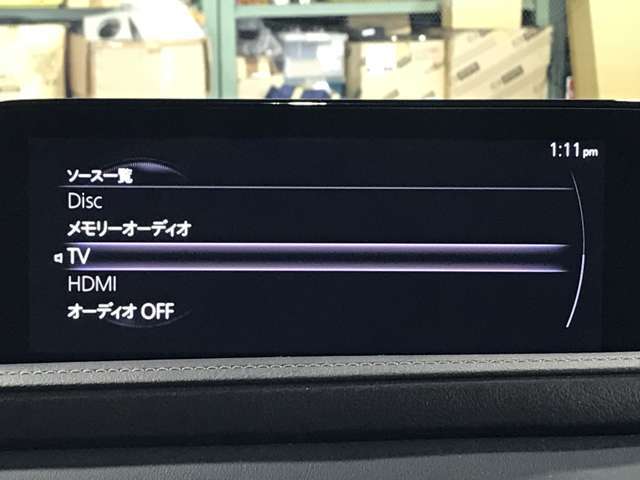 1:11 pm
ソース一覧
Disc
メモリーオーディオ
TV
HDMI
オーディオ OFF